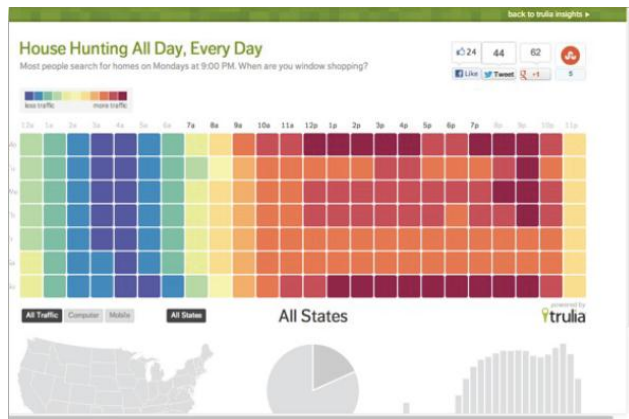 back to trulia insights ▸
House Hunting All Day, Every Day
Most people search for homes on Mondays at 9:00 PM. When are you window shopping?
24 44 62
Like Tweet +1 5
less traffic more traffic
12a 1a 2a 3a 4a 5a 6a 7a 8a 9a 10a 11a 12p 1p 2p 3p 4p 5p 6p 7p 8p 9p 10p 11p
All Traffic Computer Mobile All States All States powered by
trulia